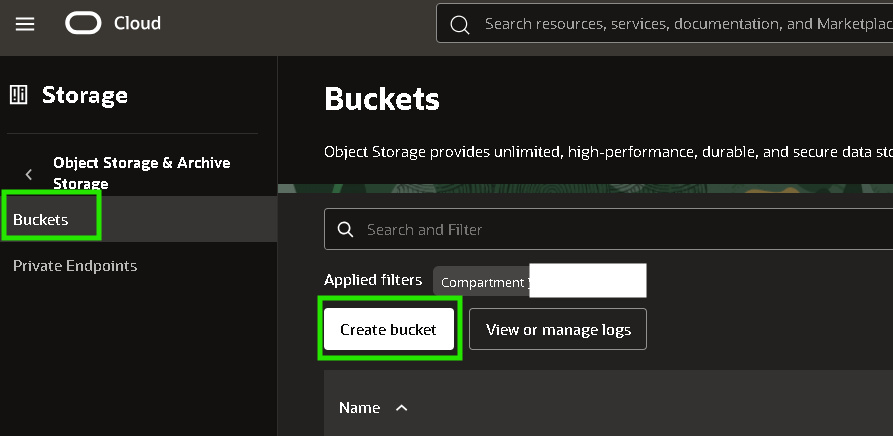 Cloud
Search resources, services, documentation, and Marketplac
Storage
Object Storage & Archive
Storage
Buckets
Private Endpoints
Buckets
Object Storage provides unlimited, high-performance, durable, and secure data sto
Search and Filter
Applied filters
Compartment
Create bucket
View or manage logs
Name